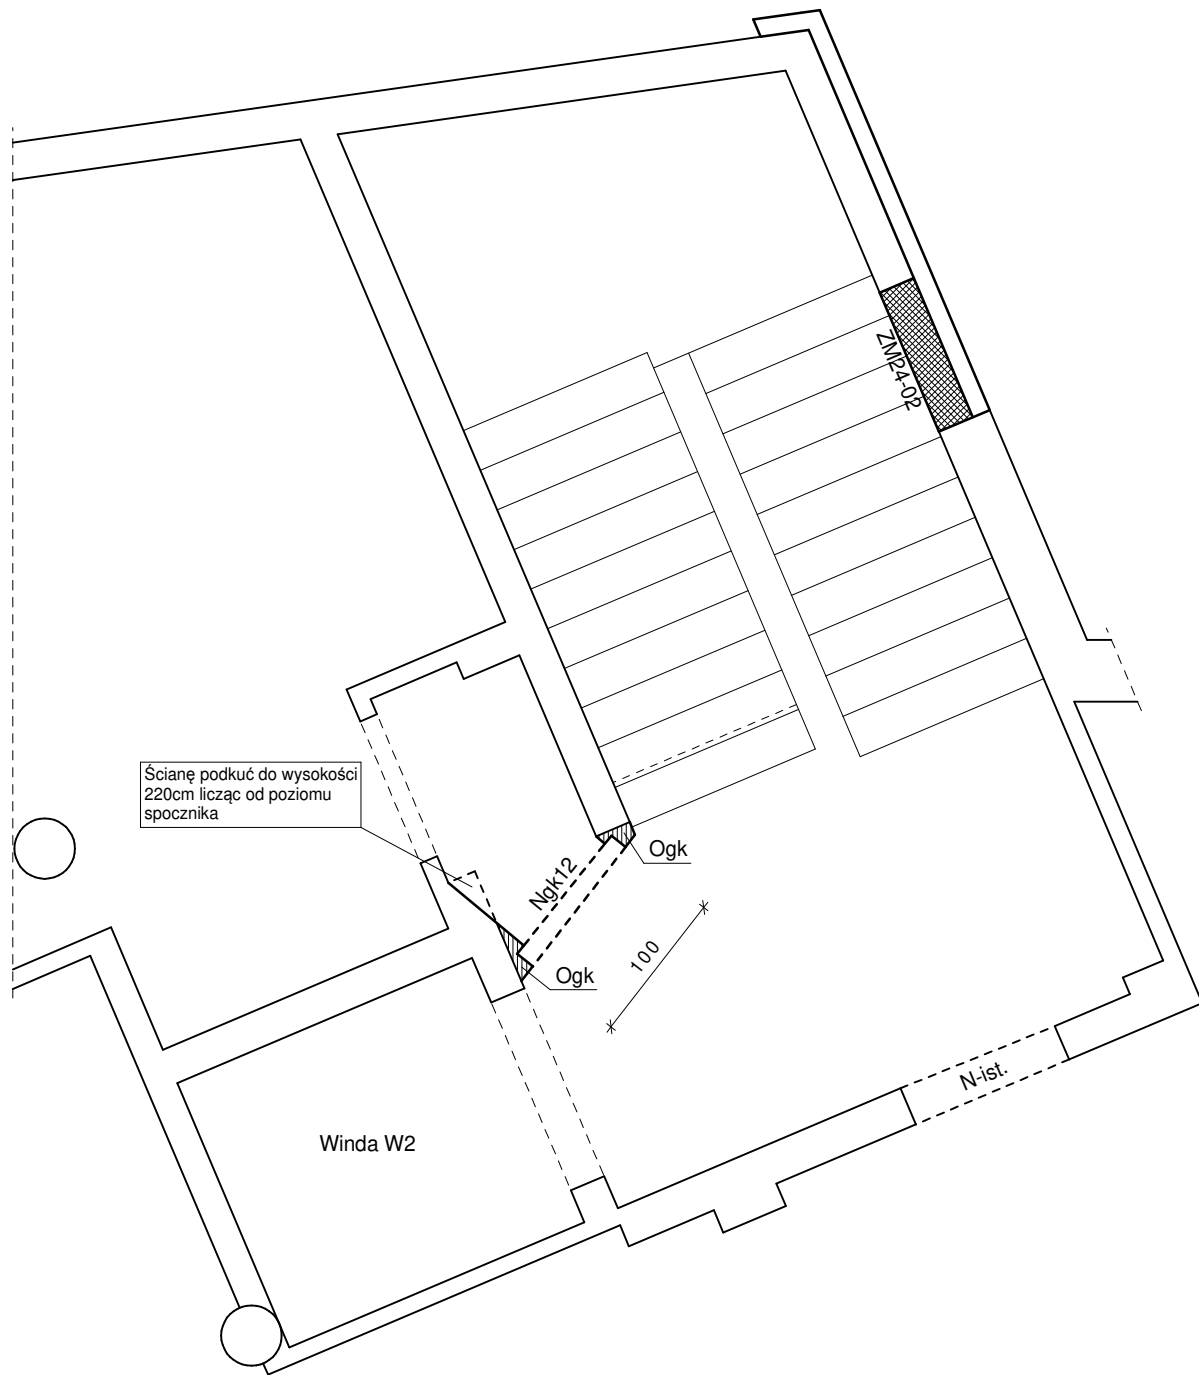 ZM24-02
Ścianę podkuć do wysokości
220cm licząc od poziomu
spocznika
Ogk
Ngk12
100
Ogk
N-ist.
Winda W2